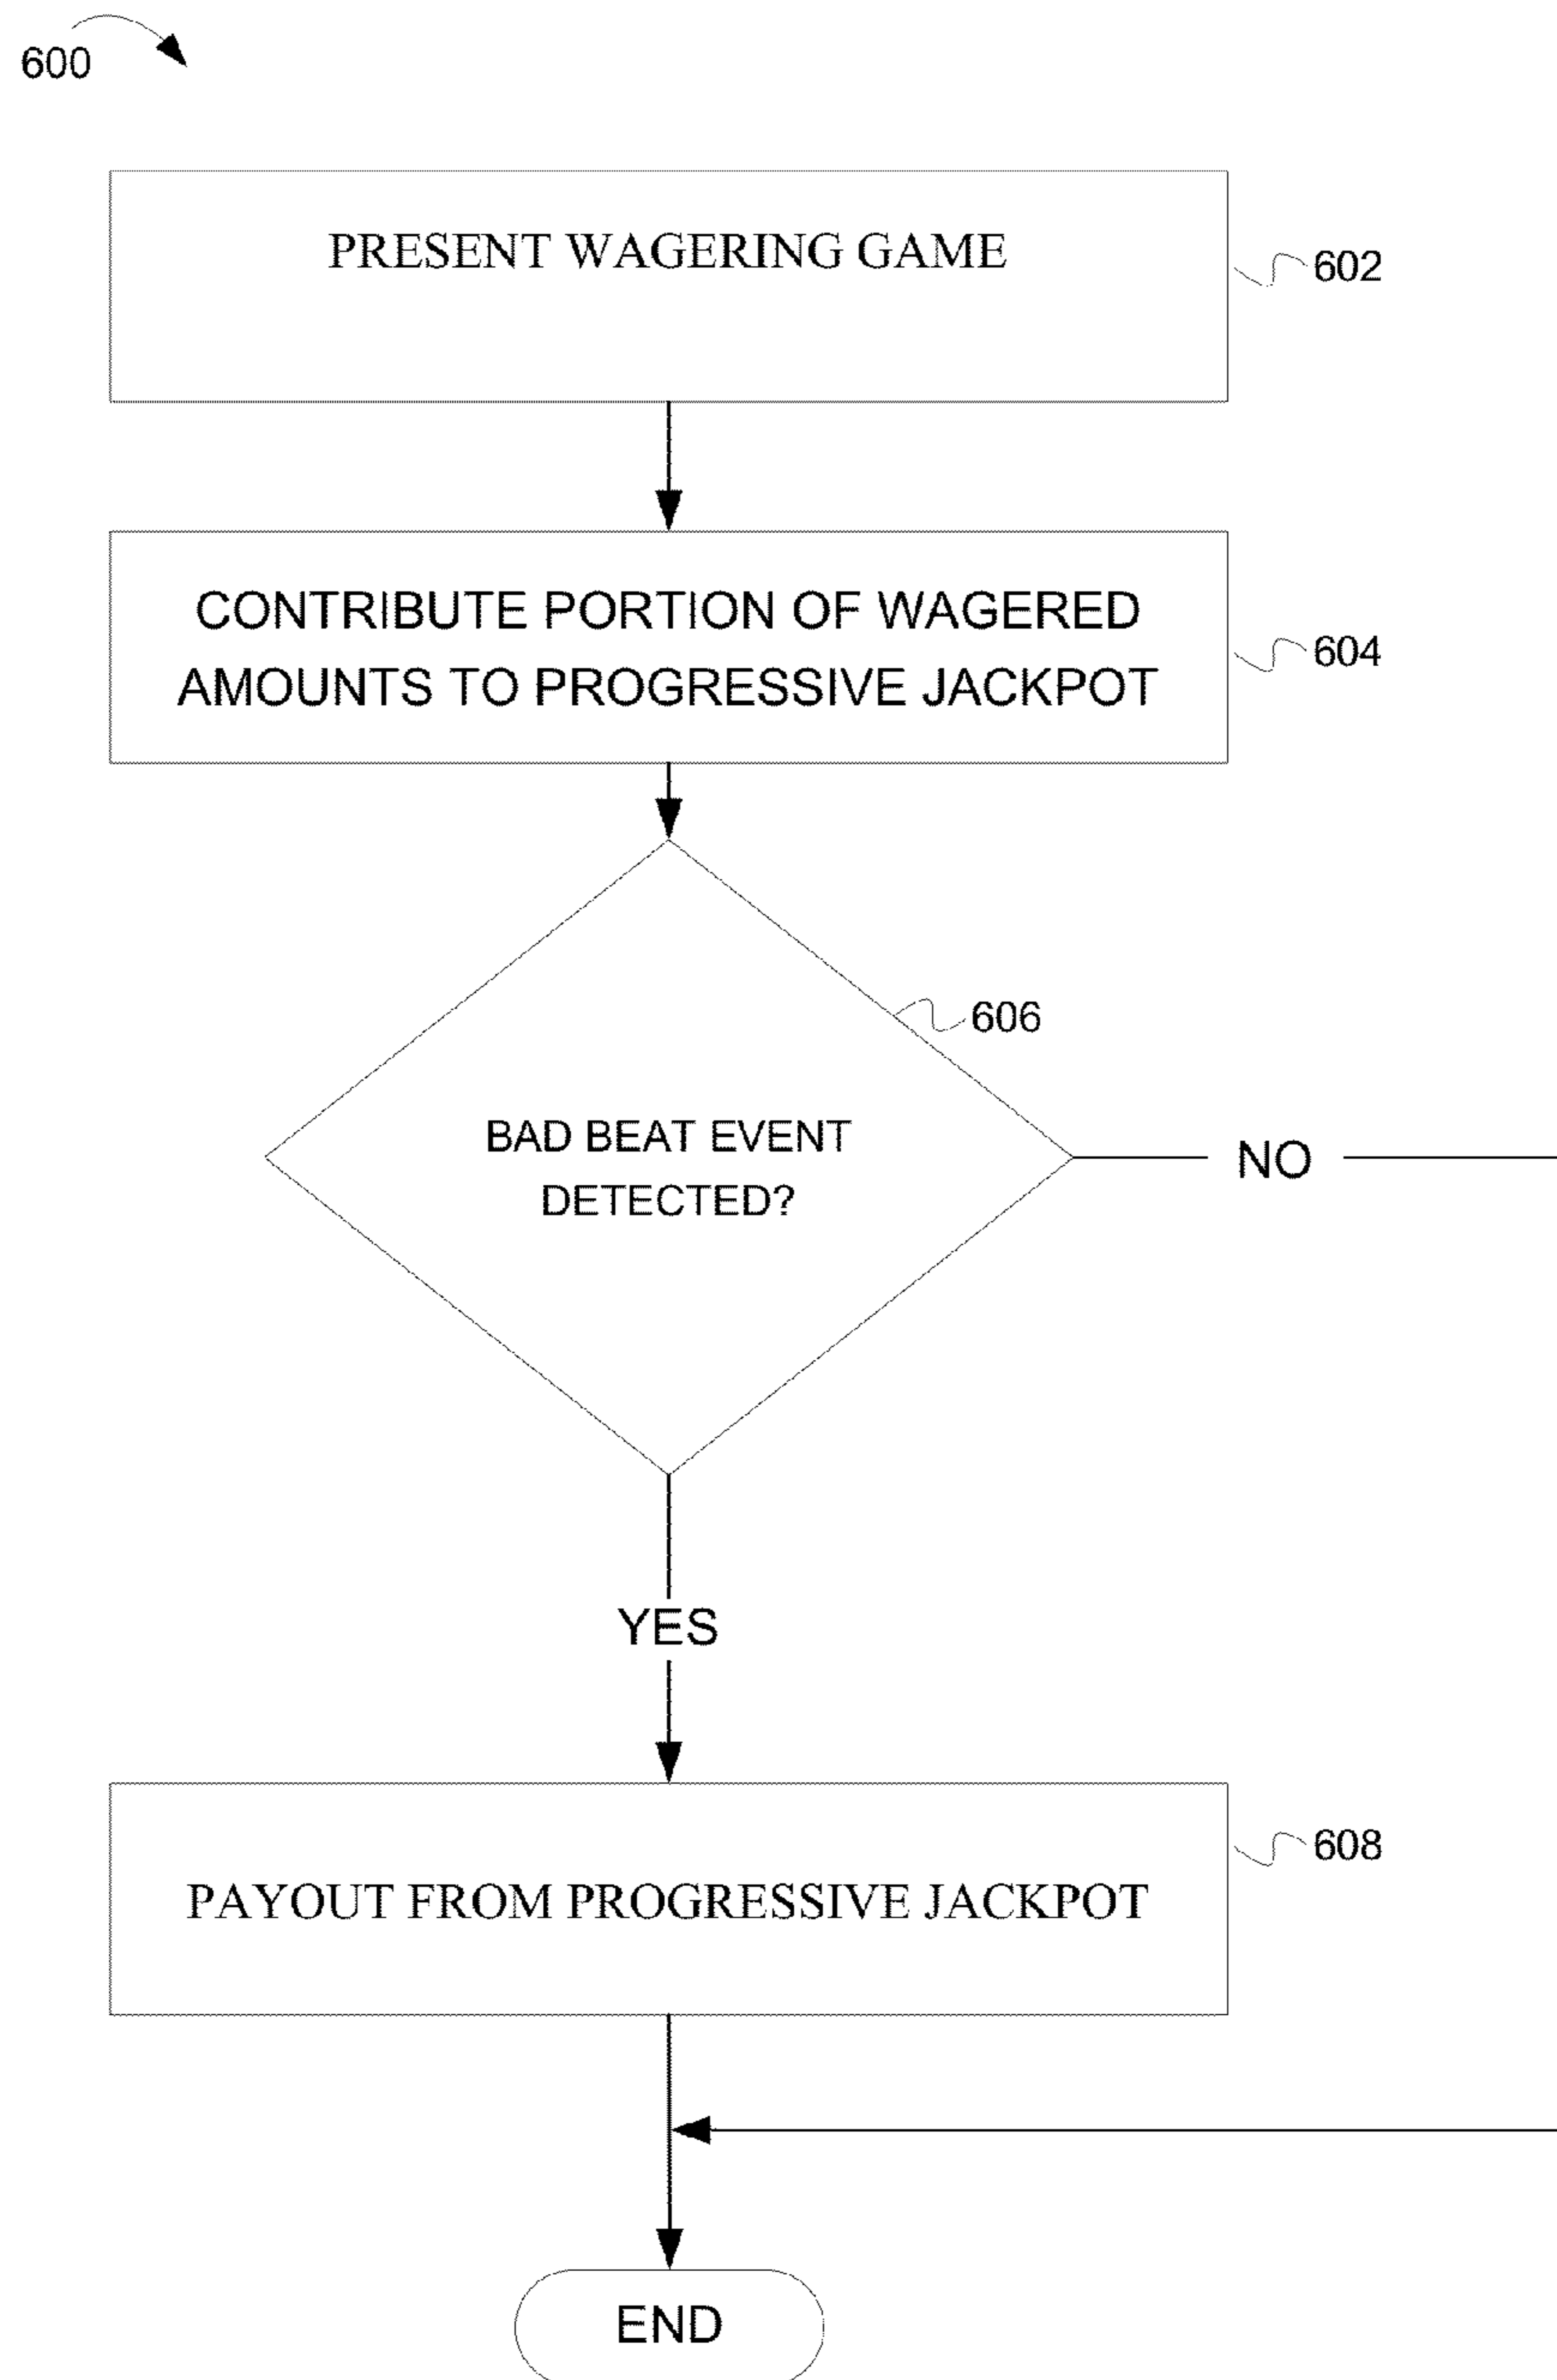 600
PRESENT WAGERING GAME
602
CONTRIBUTE PORTION OF WAGERED
AMOUNTS TO PROGRESSIVE JACKPOT
604
606
BAD BEAT EVENT
DETECTED?
NO
YES
608
PAYOUT FROM PROGRESSIVE JACKPOT
END